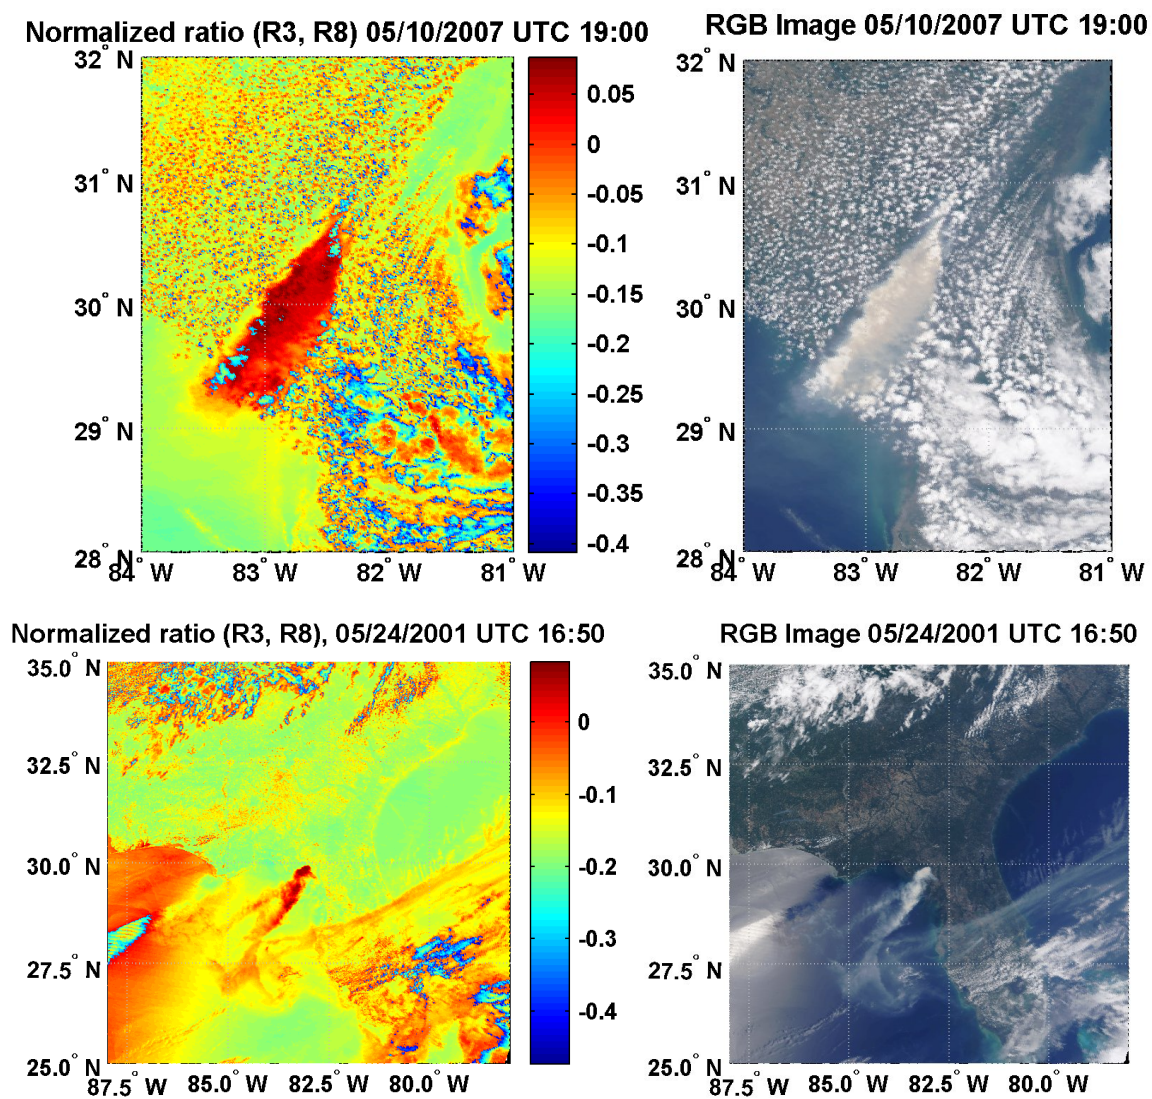 Normalized ratio (R3, R8) 05/10/2007 UTC 19:00
RGB Image 05/10/2007 UTC 19:00
32° N
31° N
30° N
29° N
28° N
84° W
83° W
82° W
81° W
0.05
0
-0.05
-0.1
-0.15
-0.2
-0.25
-0.3
-0.35
-0.4
32° N
31° N
30° N
29° N
28° N
84° W
83° W
82° W
81° W
Normalized ratio (R3, R8), 05/24/2001 UTC 16:50
RGB Image 05/24/2001 UTC 16:50
35.0° N
32.5° N
30.0° N
27.5° N
25.0° N
87.5° W
85.0° W
82.5° W
80.0° W
0
-0.1
-0.2
-0.3
-0.4
35.0° N
32.5° N
30.0° N
27.5° N
25.0° N
87.5° W
85.0° W
82.5° W
80.0° W